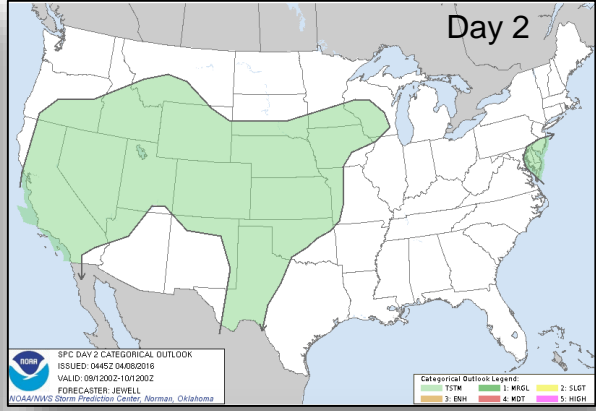 Day 2
NOAA
SPC DAY 2 CATEGORICAL OUTLOOK
ISSUED: 0445Z 04/08/2016
VALID: 09/1200Z-10/1200Z
FORECASTER: JEWELL
NOAA/NWS Storm Prediction Center, Norman, Oklahoma
Categorical Outlook Legend:
TSTM 1: MRGL 2: SLGT
3: ENH 4: MDT 5: HIGH